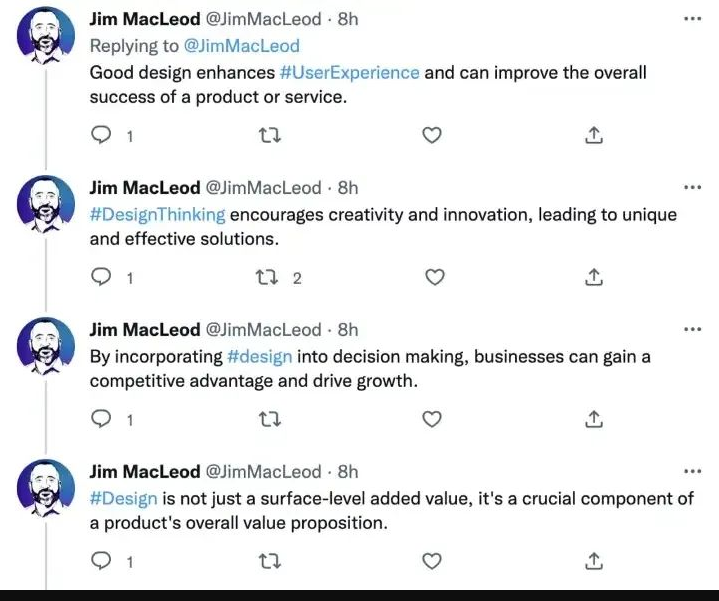 Jim MacLeod @JimMacLeod · 8h
Replying to @JimMacLeod
Good design enhances #UserExperience and can improve the overall
success of a product or service.
1
Jim MacLeod @JimMacLeod · 8h
#DesignThinking encourages creativity and innovation, leading to unique
and effective solutions.
1 2
Jim MacLeod @JimMacLeod · 8h
By incorporating #design into decision making, businesses can gain a
competitive advantage and drive growth.
1
Jim MacLeod @JimMacLeod · 8h
#Design is not just a surface-level added value, it's a crucial component of
a product's overall value proposition.
1